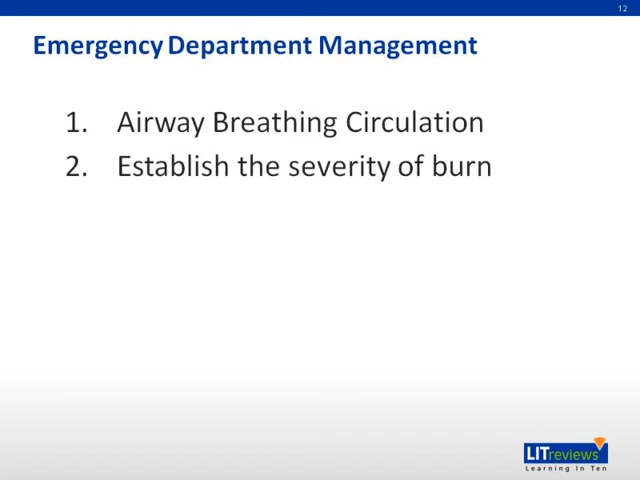 12
Emergency Department Management
1. Airway Breathing Circulation
2. Establish the severity of burn
LITreviews
Learning In Ten